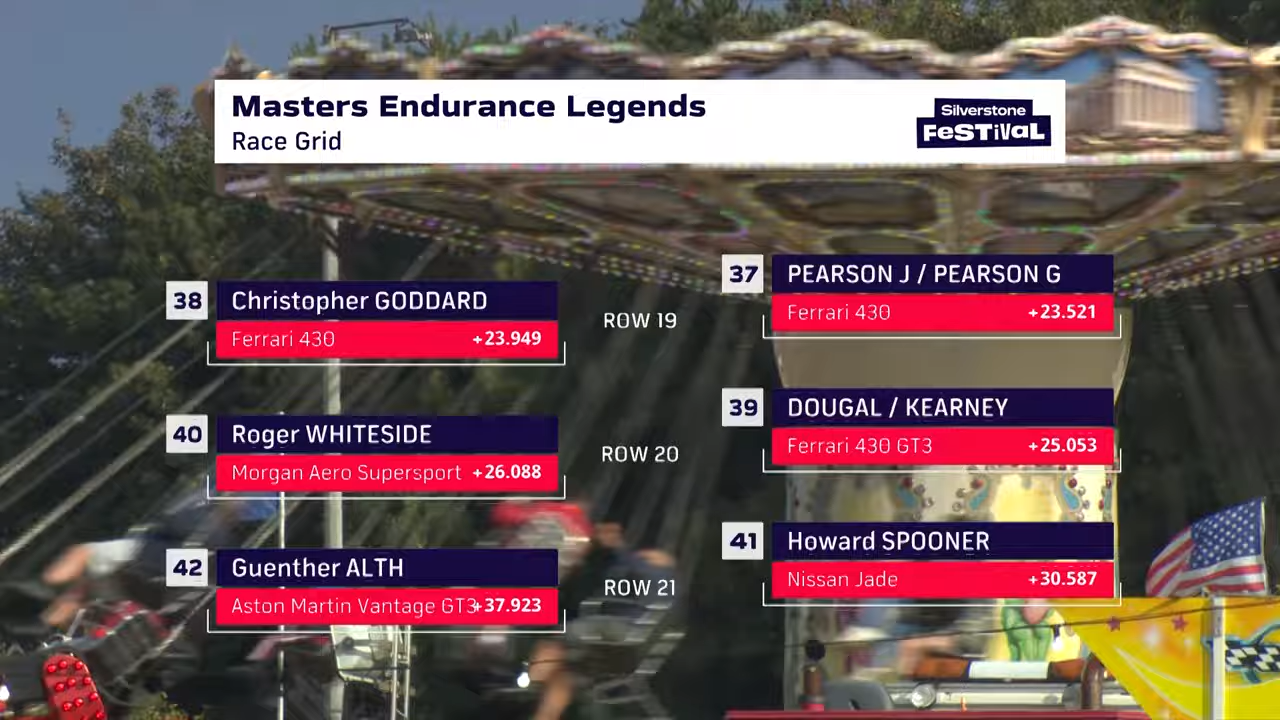 Masters Endurance Legends
Race Grid
Silverstone
FeSTiVaL
37 PEARSON J / PEARSON G
Ferrari 430 +23.521
38 Christopher GODDARD
Ferrari 430 +23.949
ROW 19
39 DOUGAL / KEARNEY
Ferrari 430 GT3 +25.053
40 Roger WHITESIDE
Morgan Aero Supersport +26.088
ROW 20
41 Howard SPOONER
Nissan Jade +30.587
42 Guenther ALTH
Aston Martin Vantage GT3 +37.923
ROW 21